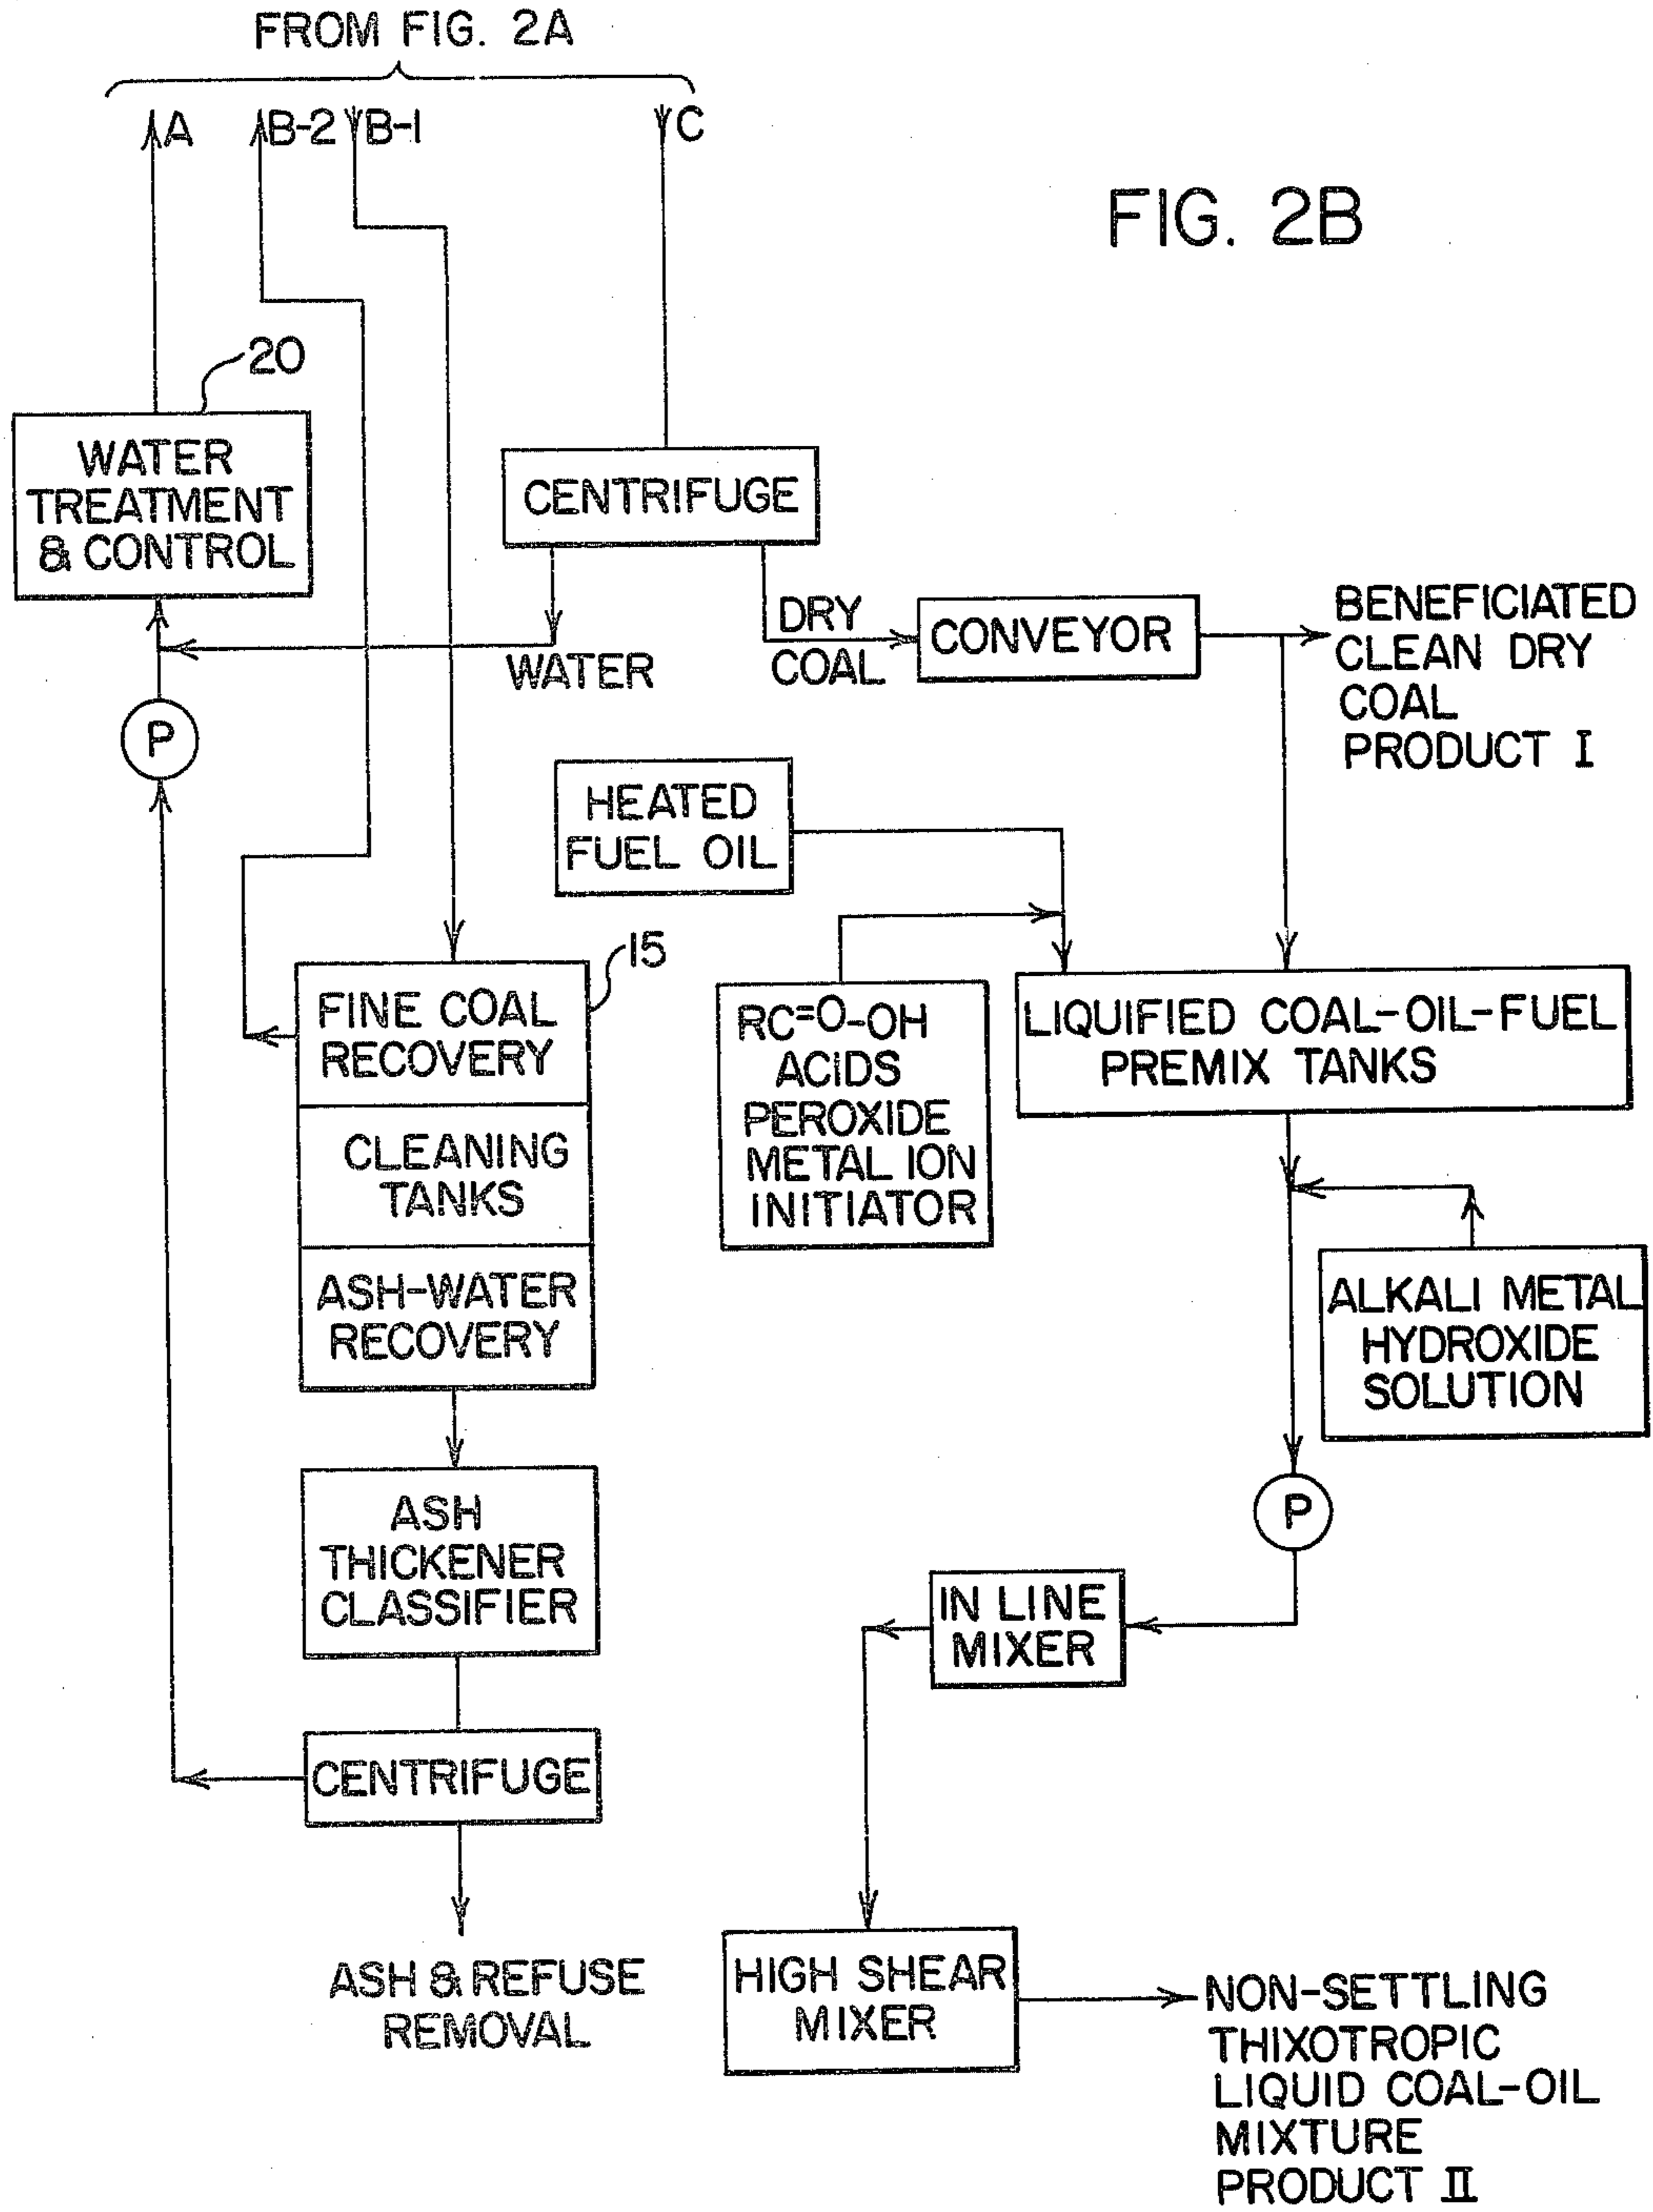 FROM FIG. 2A
A
B-2
B-1
C
FIG. 2B
20
WATER
TREATMENT
& CONTROL
CENTRIFUGE
WATER
DRY
COAL
CONVEYOR
BENEFICIATED
CLEAN DRY
COAL
PRODUCT I
P
HEATED
FUEL OIL
15
FINE COAL
RECOVERY
CLEANING
TANKS
ASH-WATER
RECOVERY
RC=O-OH
ACIDS
PEROXIDE
METAL ION
INITIATOR
LIQUIFIED COAL-OIL-FUEL
PREMIX TANKS
ALKALI METAL
HYDROXIDE
SOLUTION
ASH
THICKENER
CLASSIFIER
P
IN LINE
MIXER
CENTRIFUGE
ASH & REFUSE
REMOVAL
HIGH SHEAR
MIXER
NON-SETTLING
THIXOTROPIC
LIQUID COAL-OIL
MIXTURE
PRODUCT II